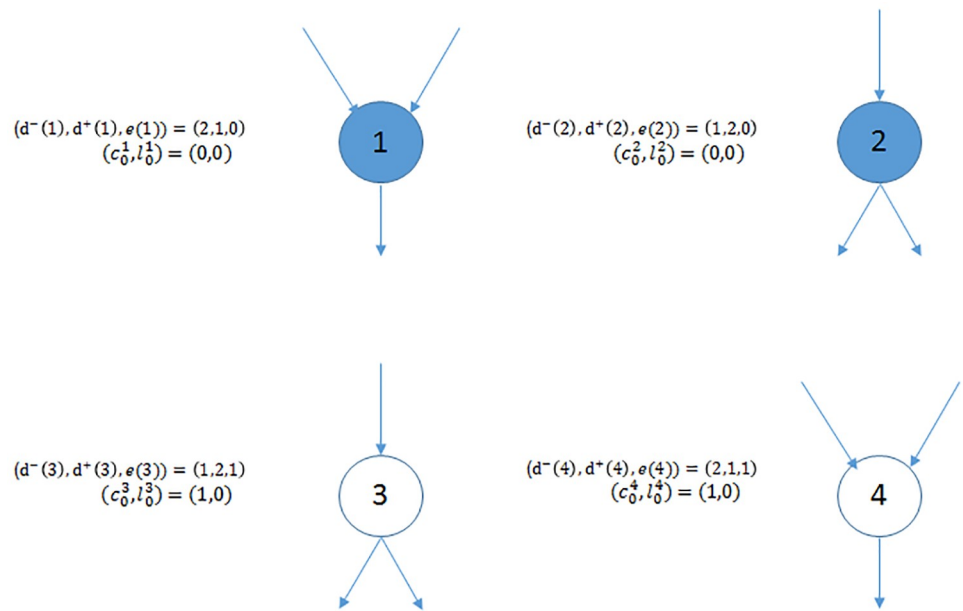 (d⁻(1), d⁺(1), e(1)) = (2,1,0)
(c₀¹, l₀¹) = (0,0)
1
(d⁻(2), d⁺(2), e(2)) = (1,2,0)
(c₀², l₀²) = (0,0)
2
(d⁻(3), d⁺(3), e(3)) = (1,2,1)
(c₀³, l₀³) = (1,0)
3
(d⁻(4), d⁺(4), e(4)) = (2,1,1)
(c₀⁴, l₀⁴) = (1,0)
4